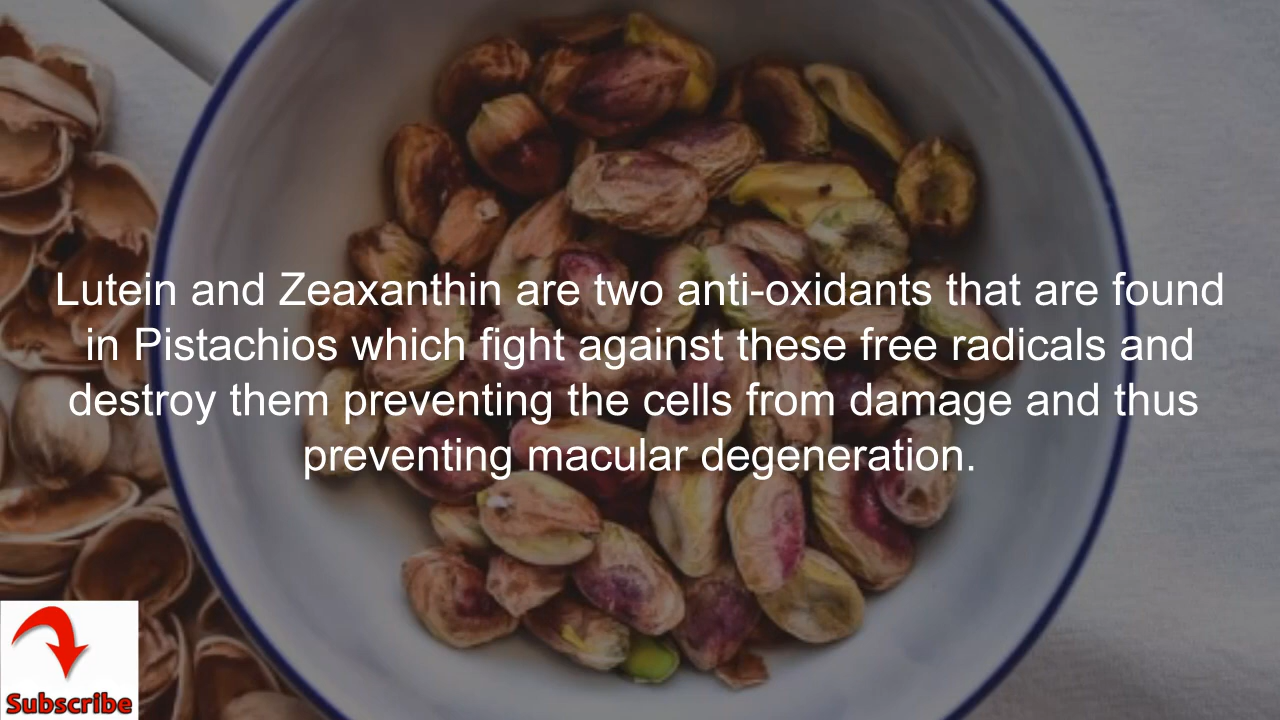 Lutein and Zeaxanthin are two anti-oxidants that are found
in Pistachios which fight against these free radicals and
destroy them preventing the cells from damage and thus
preventing macular degeneration.
Subscribe